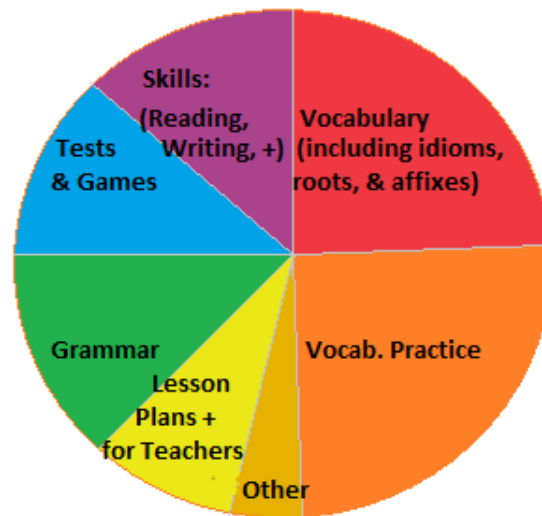 Skills:
(Reading,
Writing, +)
Vocabulary
(including idioms,
roots, & affixes)
Tests
& Games
Grammar
Vocab. Practice
Lesson
Plans +
for Teachers
Other